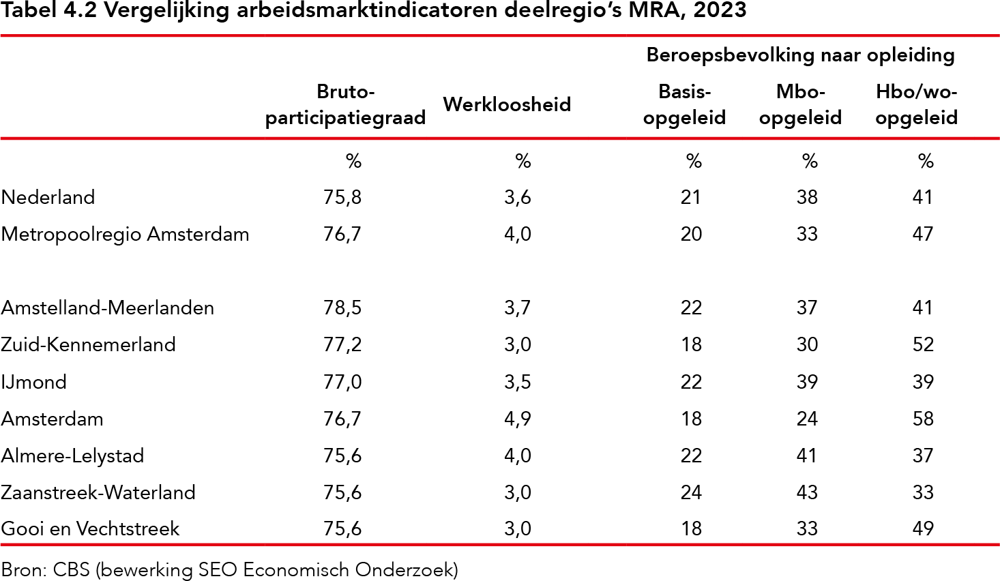 Tabel 4.2 Vergelijking arbeidsmarktindicatoren deelregio’s MRA, 2023
Beroepsbevolking naar opleiding
Bruto-participatiegraad Werkloosheid Basis-opgeleid Mbo-opgeleid Hbo/wo-opgeleid
% % % % %
Nederland 75,8 3,6 21 38 41
Metropoolregio Amsterdam 76,7 4,0 20 33 47
Amstelland-Meerlanden 78,5 3,7 22 37 41
Zuid-Kennemerland 77,2 3,0 18 30 52
IJmond 77,0 3,5 22 39 39
Amsterdam 76,7 4,9 18 24 58
Almere-Lelystad 75,6 4,0 22 41 37
Zaanstreek-Waterland 75,6 3,0 24 43 33
Gooi en Vechtstreek 75,6 3,0 18 33 49
Bron: CBS (bewerking SEO Economisch Onderzoek)